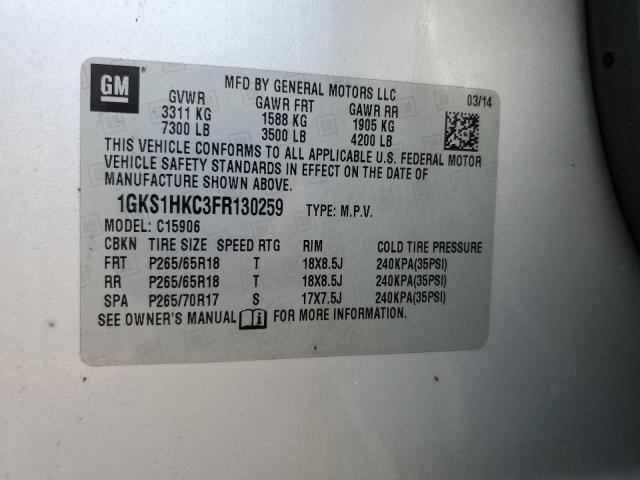 GM ®
MFD BY GENERAL MOTORS LLC
03/14
GVWR GAWR FRT GAWR RR
3311 KG 1588 KG 1905 KG
7300 LB 3500 LB 4200 LB
THIS VEHICLE CONFORMS TO ALL APPLICABLE U.S. FEDERAL MOTOR
VEHICLE SAFETY STANDARDS IN EFFECT ON THE DATE OF
MANUFACTURE SHOWN ABOVE.
1GKS1HKC3FR130259 TYPE: M.P.V.
MODEL: C15906
CBKN TIRE SIZE SPEED RTG RIM COLD TIRE PRESSURE
FRT P265/65R18 T 18X8.5J 240KPA(35PSI)
RR P265/65R18 T 18X8.5J 240KPA(35PSI)
SPA P265/70R17 S 17X7.5J 240KPA(35PSI)
SEE OWNER'S MANUAL FOR MORE INFORMATION.